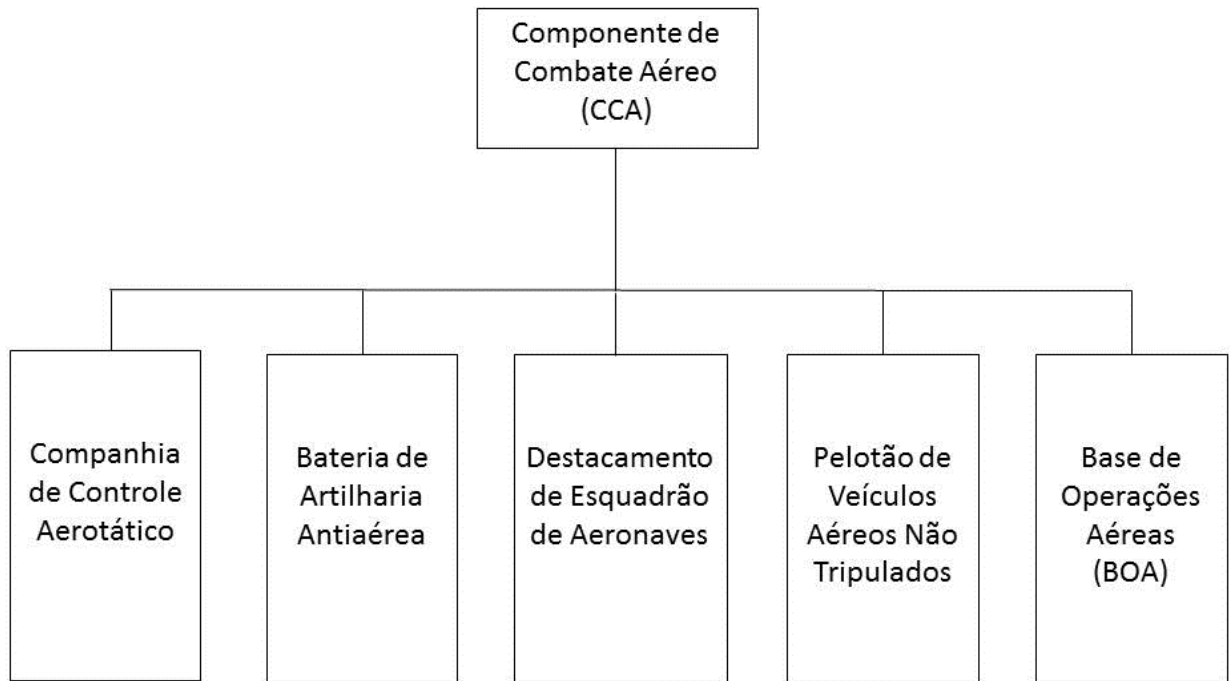 Componente de
Combate Aéreo
(CCA)
Companhia
de Controle
Aerotático
Bateria de
Artilharia
Antiaérea
Destacamento
de Esquadrão
de Aeronaves
Pelotão de
Veículos
Aéreos Não
Tripulados
Base de
Operações
Aéreas
(BOA)